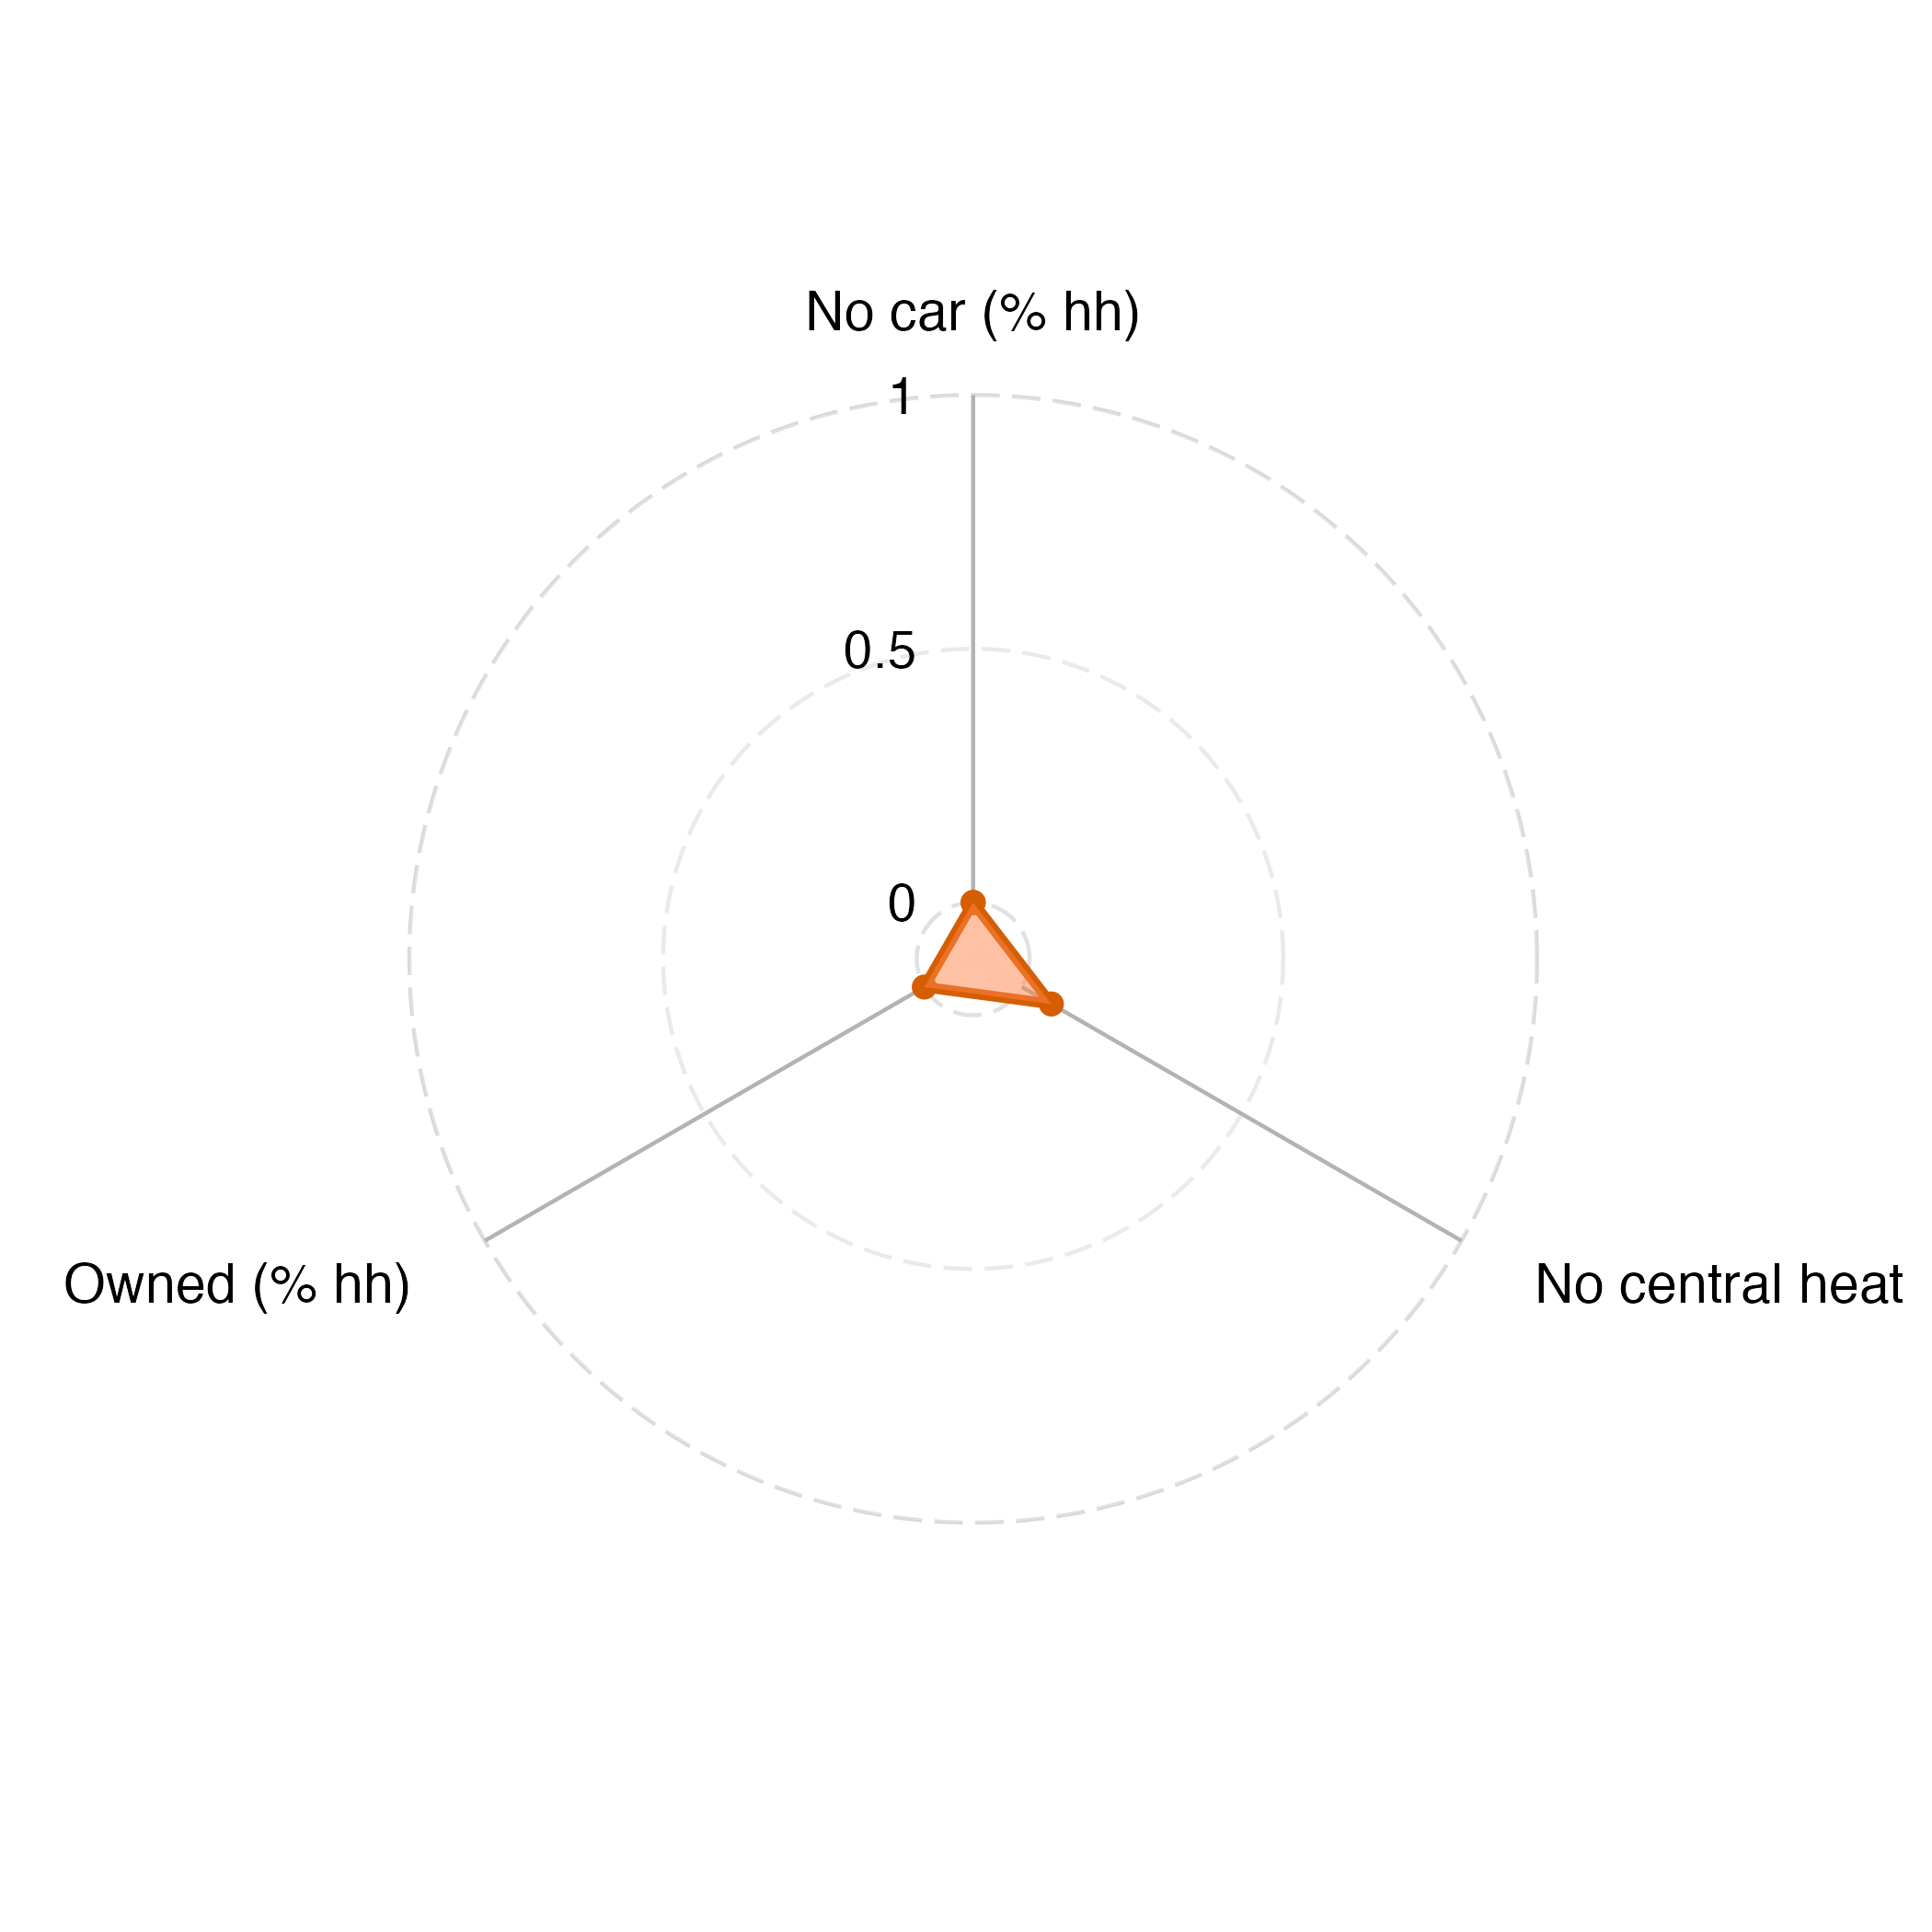 No car (% hh)
1
0.5
0
Owned (% hh)
No central heat